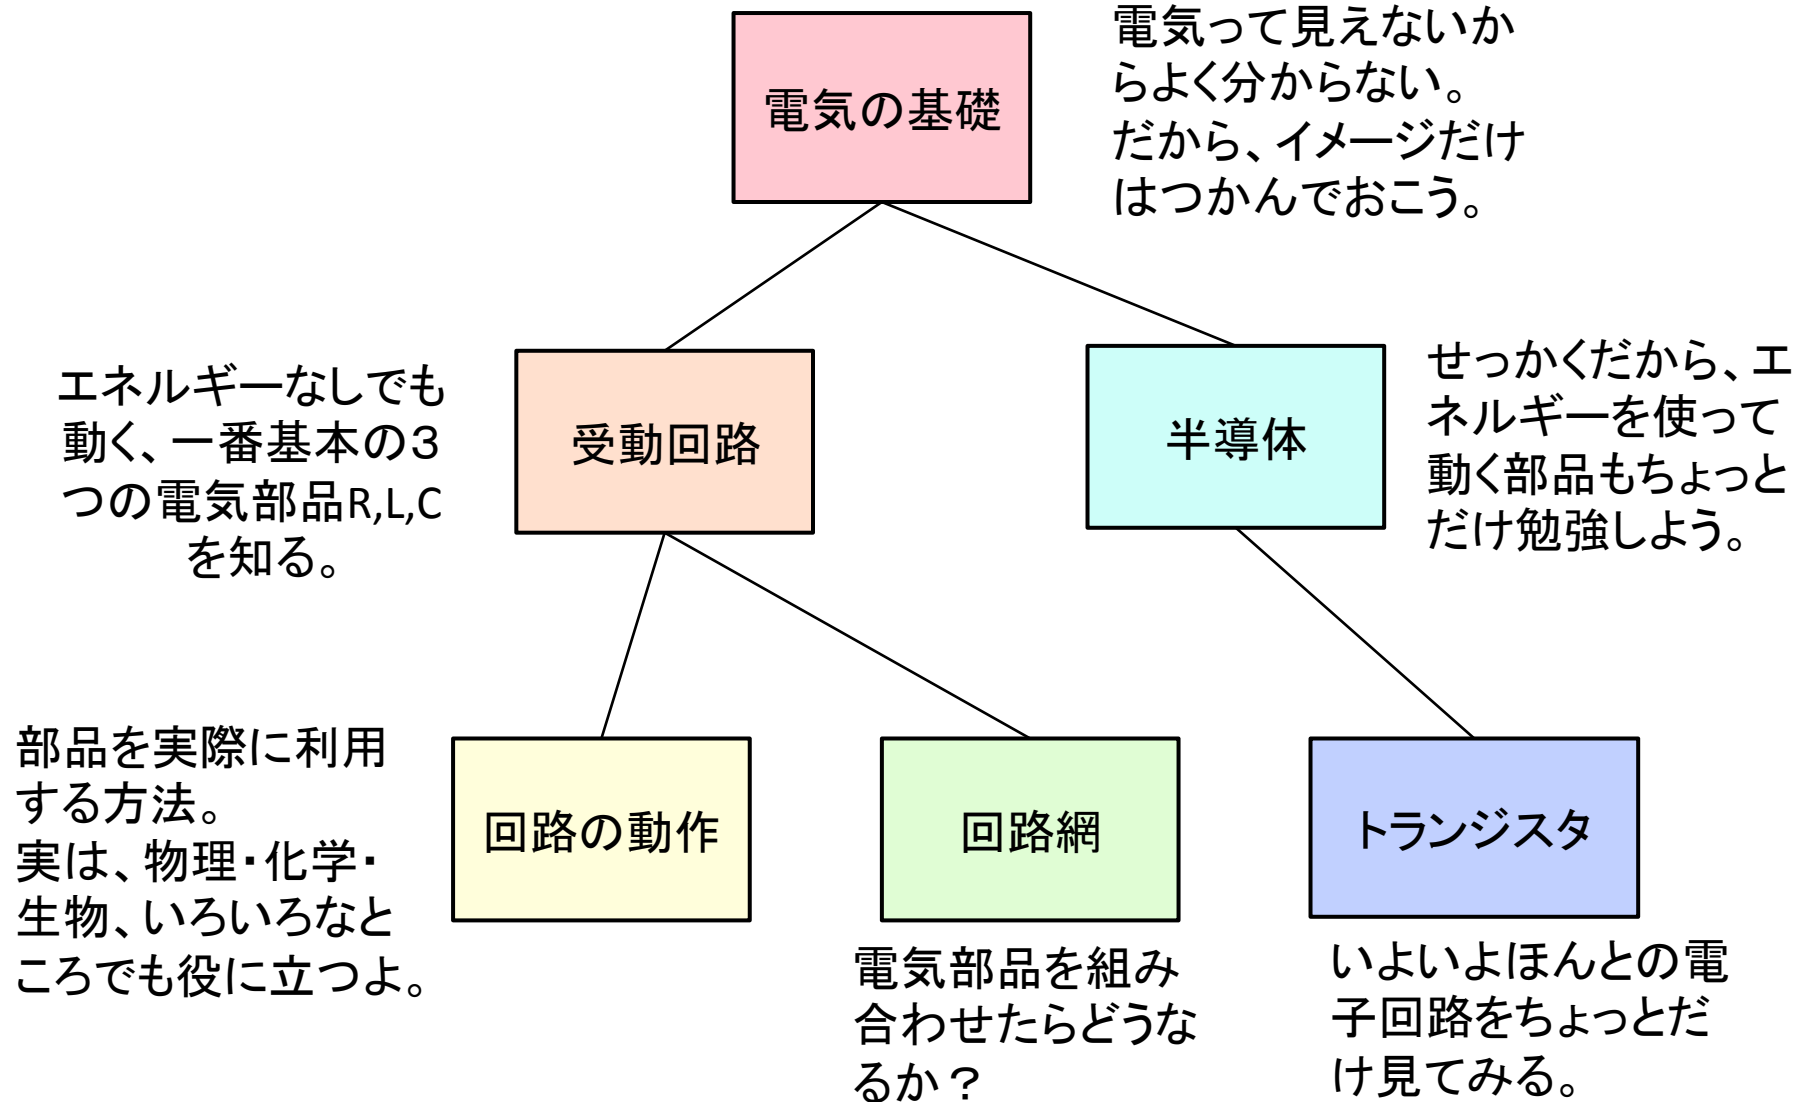 電気の基礎
電気って見えないか
らよく分からない。
だから、イメージだけ
はつかんでおこう。
エネルギーなしでも
動く、一番基本の３
つの電気部品R,L,C
を知る。
受動回路
半導体
せっかくだから、エ
ネルギーを使って
動く部品もちょっと
だけ勉強しよう。
部品を実際に利用
する方法。
実は、物理・化学・
生物、いろいろなと
ころでも役に立つよ。
回路の動作
回路網
電気部品を組み
合わせたらどうな
るか？
トランジスタ
いよいよほんとの電
子回路をちょっとだ
け見てみる。